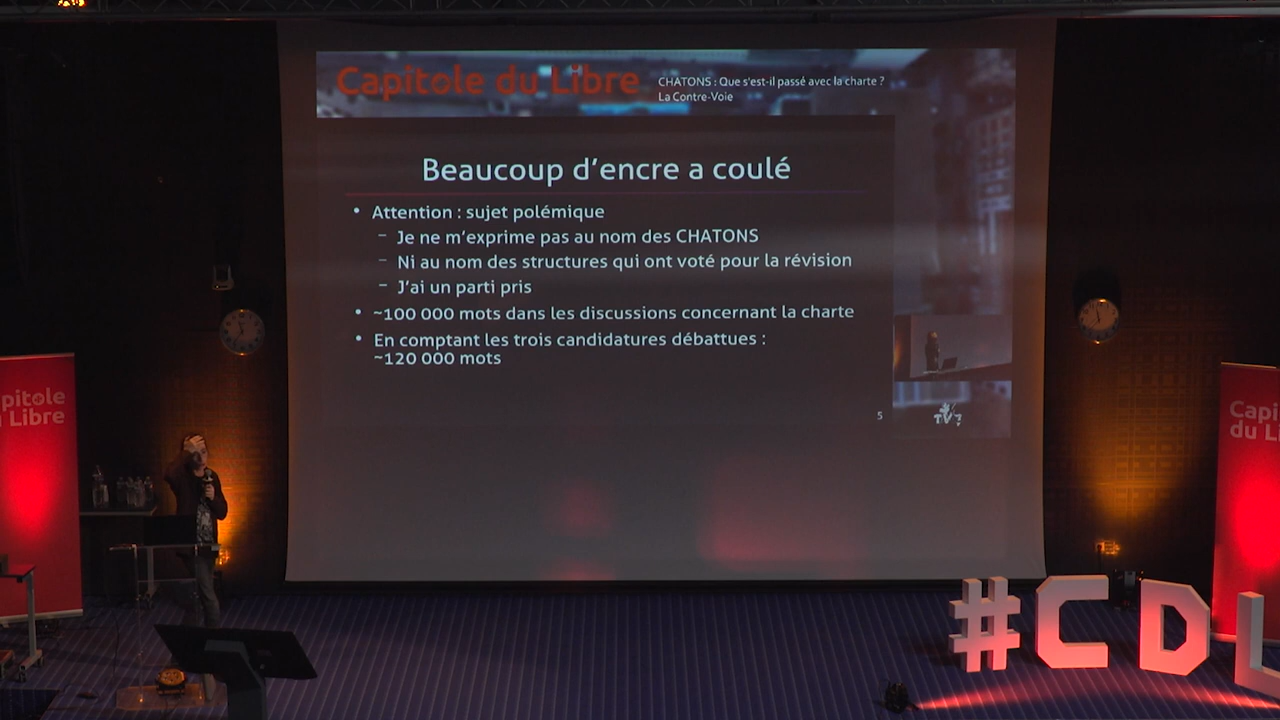 Capitole du Libre
CHATONS : Que s'est-il passé avec la charte ?
La Contre-Voie
Beaucoup d'encre a coulé
• Attention : sujet polémique
– Je ne m'exprime pas au nom des CHATONS
– Ni au nom des structures qui ont voté pour la révision
– J'ai un parti pris
• ~100 000 mots dans les discussions concernant la charte
• En comptant les trois candidatures débattues :
~120 000 mots
5
pitole
u Libre
Capi
du Li
#CDL